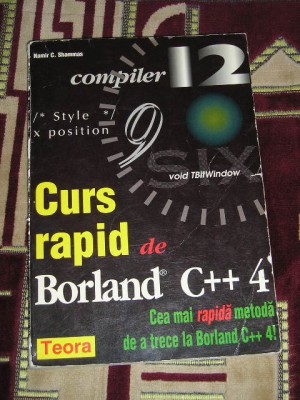 Namir C. Shammas
compiler 12
/* Style */
x position
9
SIX
void TBitWindow
Curs
rapid de
Borland® C++ 4
Cea mai rapidă metodă
de a trece la Borland C++ 4!
Teora